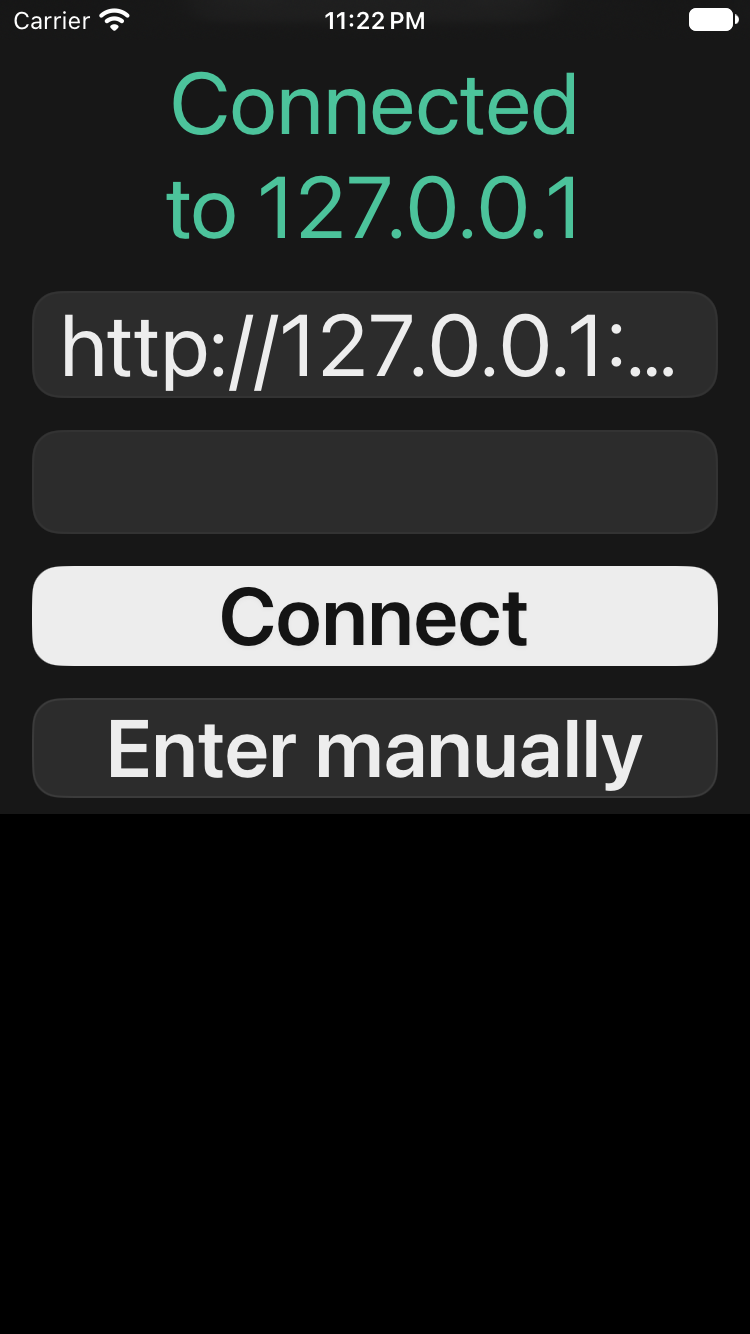 Carrier 11:22 PM
Connected
to 127.0.0.1
http://127.0.0.1:...
Connect
Enter manually